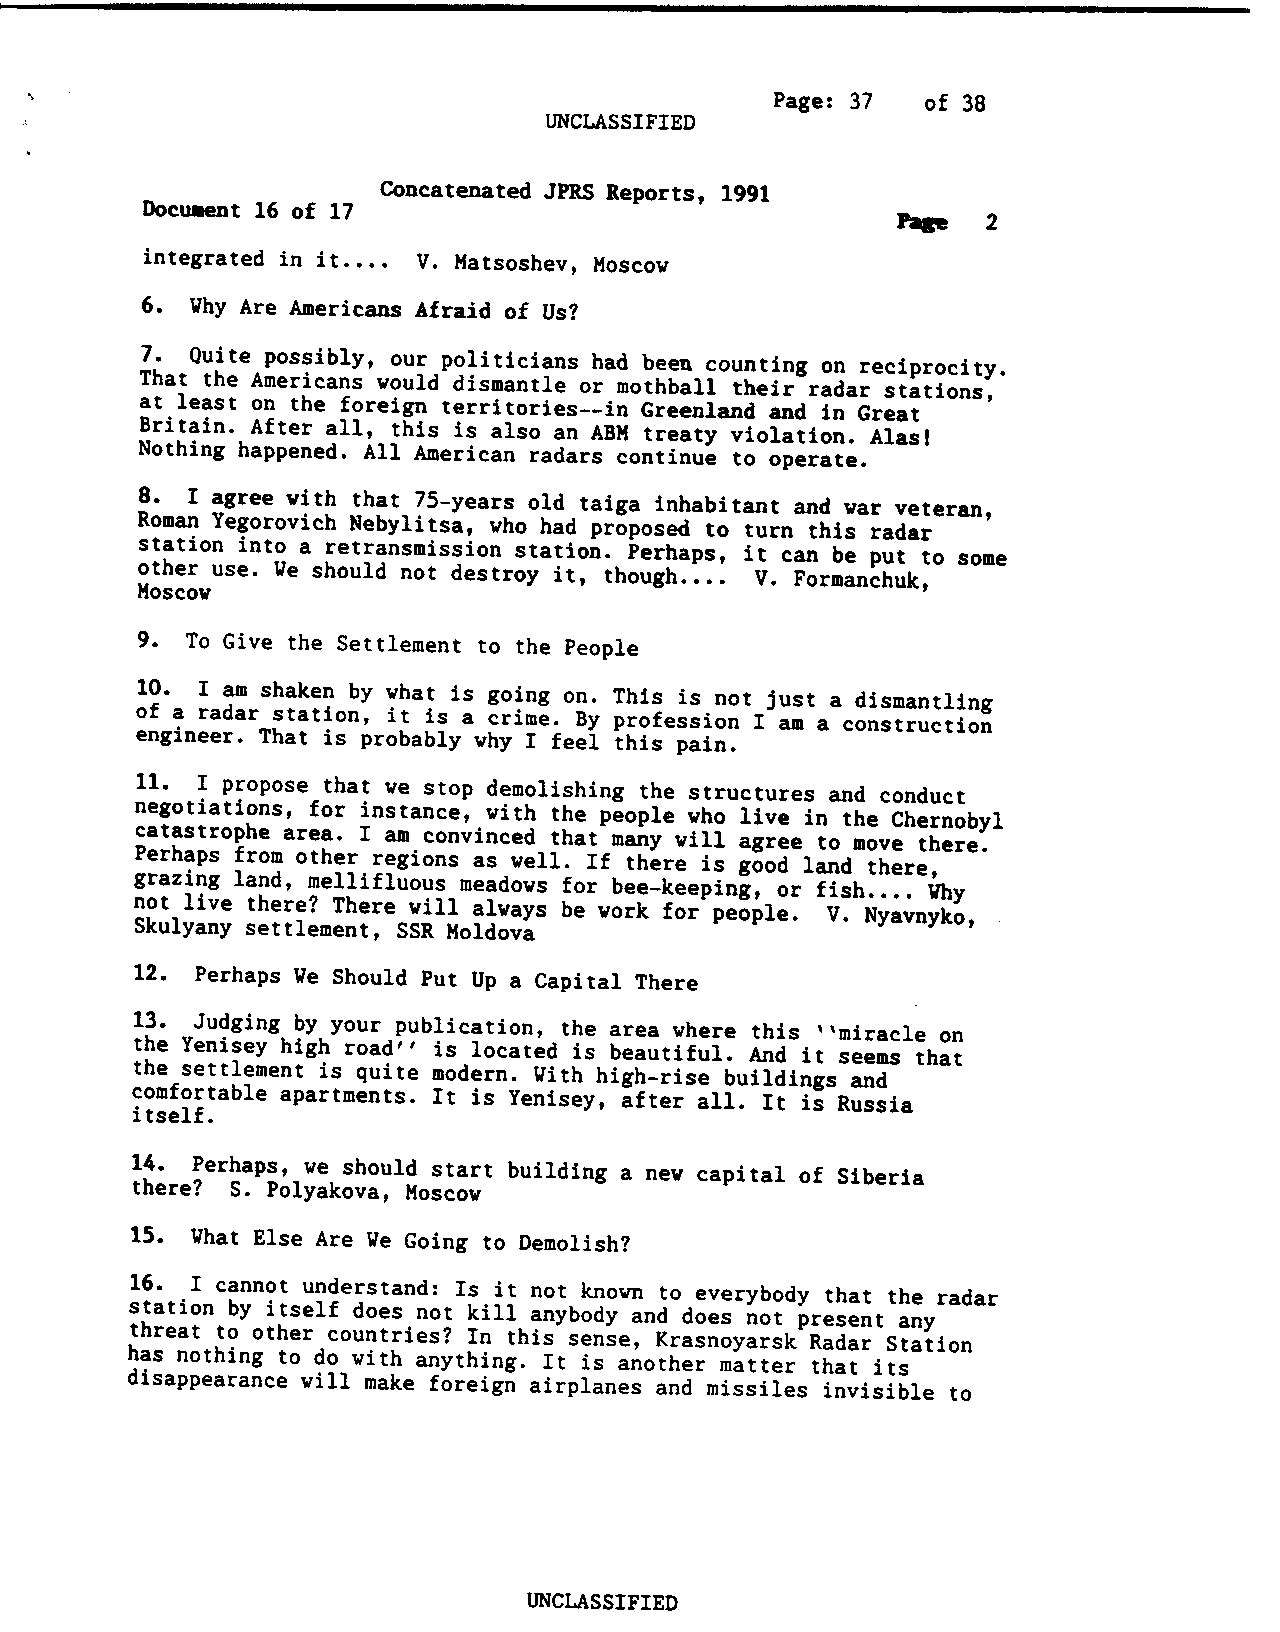 Page: 37 of 38
UNCLASSIFIED
Concatenated JPRS Reports, 1991
Document 16 of 17
Page 2
integrated in it.... V. Matsoshev, Moscow
6. Why Are Americans Afraid of Us?
7. Quite possibly, our politicians had been counting on reciprocity.
That the Americans would dismantle or mothball their radar stations,
at least on the foreign territories--in Greenland and in Great
Britain. After all, this is also an ABM treaty violation. Alas!
Nothing happened. All American radars continue to operate.
8. I agree with that 75-years old taiga inhabitant and war veteran,
Roman Yegorovich Nebylitsa, who had proposed to turn this radar
station into a retransmission station. Perhaps, it can be put to some
other use. We should not destroy it, though.... V. Formanchuk,
Moscow
9. To Give the Settlement to the People
10. I am shaken by what is going on. This is not just a dismantling
of a radar station, it is a crime. By profession I am a construction
engineer. That is probably why I feel this pain.
11. I propose that we stop demolishing the structures and conduct
negotiations, for instance, with the people who live in the Chernobyl
catastrophe area. I am convinced that many will agree to move there.
Perhaps from other regions as well. If there is good land there,
grazing land, mellifluous meadows for bee-keeping, or fish.... Why
not live there? There will always be work for people. V. Nyavnyko,
Skulyany settlement, SSR Moldova
12. Perhaps We Should Put Up a Capital There
13. Judging by your publication, the area where this ''miracle on
the Yenisey high road'' is located is beautiful. And it seems that
the settlement is quite modern. With high-rise buildings and
comfortable apartments. It is Yenisey, after all. It is Russia
itself.
14. Perhaps, we should start building a new capital of Siberia
there? S. Polyakova, Moscow
15. What Else Are We Going to Demolish?
16. I cannot understand: Is it not known to everybody that the radar
station by itself does not kill anybody and does not present any
threat to other countries? In this sense, Krasnoyarsk Radar Station
has nothing to do with anything. It is another matter that its
disappearance will make foreign airplanes and missiles invisible to
UNCLASSIFIED